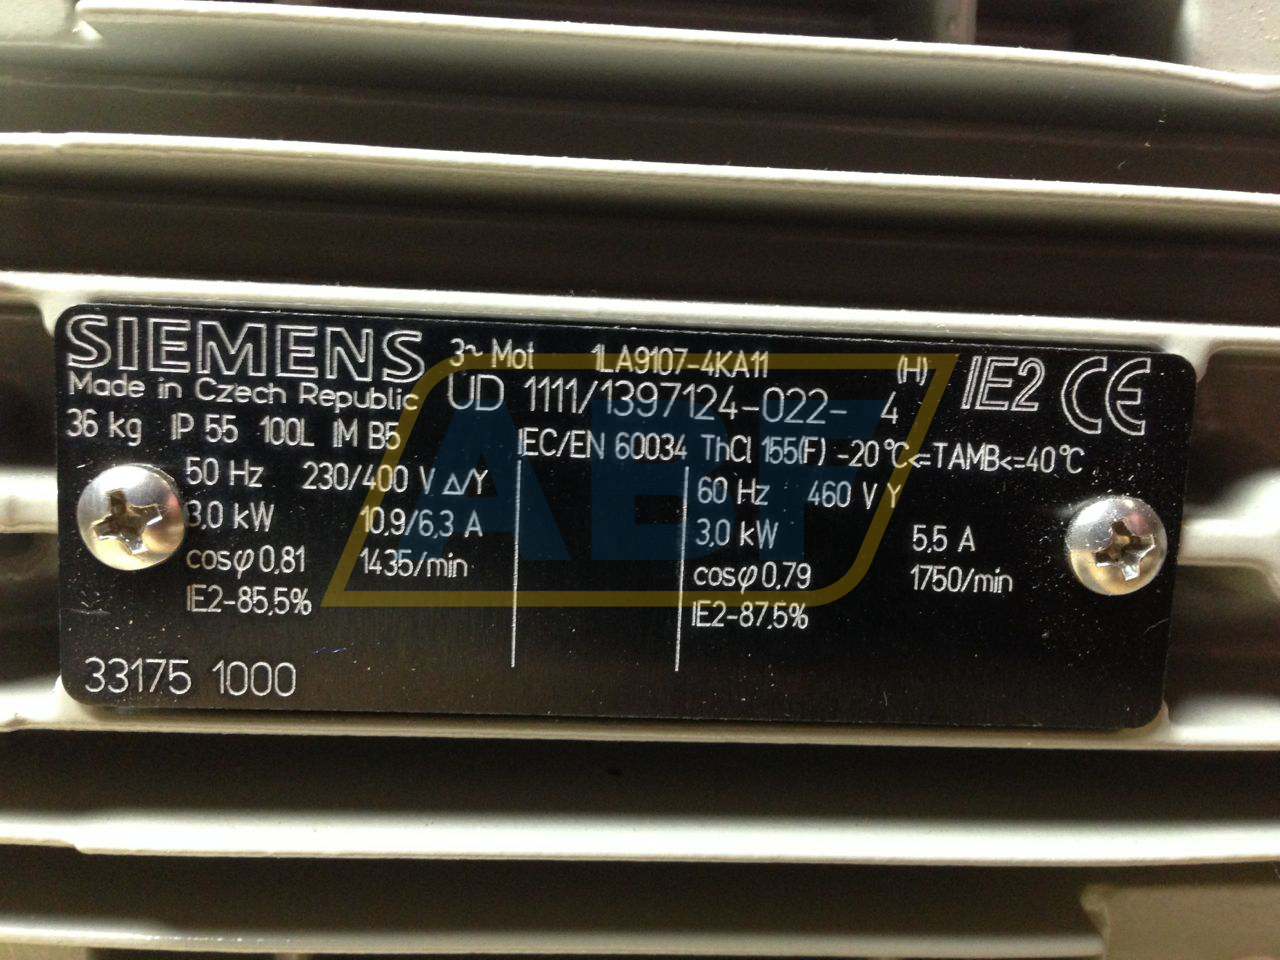 SIEMENS 3~ Mot 1LA9107-4KA11 (H) IE2 CE
Made in Czech Republic UD 1111/1397124-022- 4
36 kg IP 55 100L IM B5 IEC/EN 60034 ThCl 155(F) -20°C<=TAMB<=40°C
50 Hz 230/400 V Δ/Y 60 Hz 460 V Y
3,0 kW 10.9/6.3 A 3.0 kW 5.5 A
cosφ 0,81 1435/min cosφ 0,79 1750/min
IE2-85,5% IE2-87,5%
33175 1000
ABF